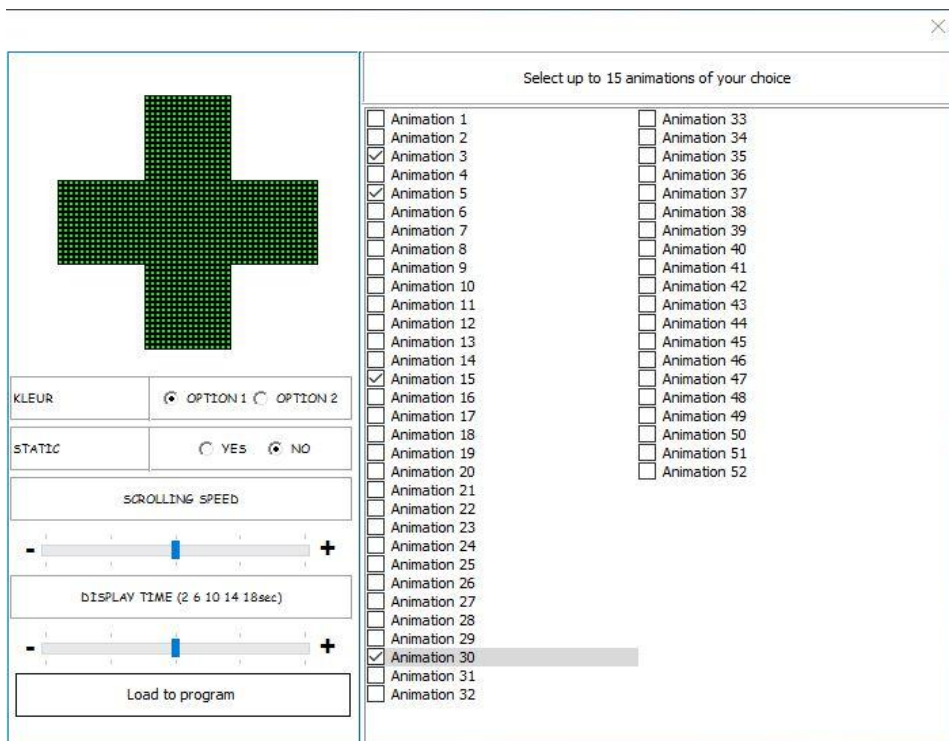 Select up to 15 animations of your choice
KLEUR
OPTION 1 OPTION 2
STATIC
YES NO
SCROLLING SPEED
- +
DISPLAY TIME (2 6 10 14 18sec)
- +
Load to program
Animation 1
Animation 2
Animation 3
Animation 4
Animation 5
Animation 6
Animation 7
Animation 8
Animation 9
Animation 10
Animation 11
Animation 12
Animation 13
Animation 14
Animation 15
Animation 16
Animation 17
Animation 18
Animation 19
Animation 20
Animation 21
Animation 22
Animation 23
Animation 24
Animation 25
Animation 26
Animation 27
Animation 28
Animation 29
Animation 30
Animation 31
Animation 32
Animation 33
Animation 34
Animation 35
Animation 36
Animation 37
Animation 38
Animation 39
Animation 40
Animation 41
Animation 42
Animation 43
Animation 44
Animation 45
Animation 46
Animation 47
Animation 48
Animation 49
Animation 50
Animation 51
Animation 52